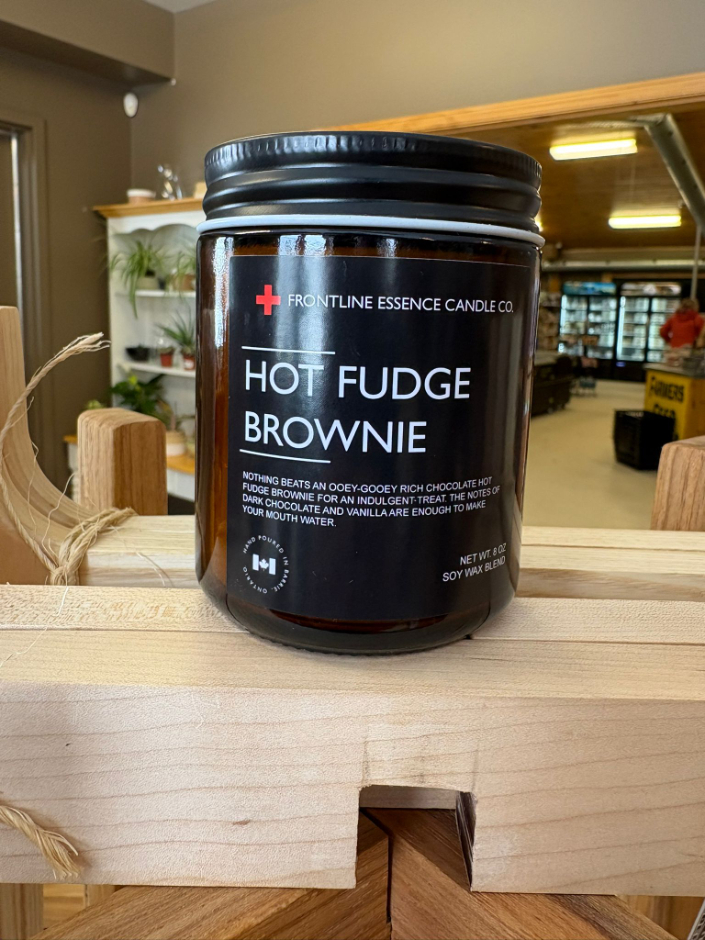 FRONTLINE ESSENCE CANDLE CO.
HOT FUDGE
BROWNIE
NOTHING BEATS AN OOEY-GOOEY RICH CHOCOLATE HOT
FUDGE BROWNIE FOR AN INDULGENT-TREAT. THE NOTES OF
DARK CHOCOLATE AND VANILLA ARE ENOUGH TO MAKE
YOUR MOUTH WATER.
HAND POURED IN BARRIE, ONTARIO
NET WT. 8 OZ
SOY WAX BLEND
FARMERS